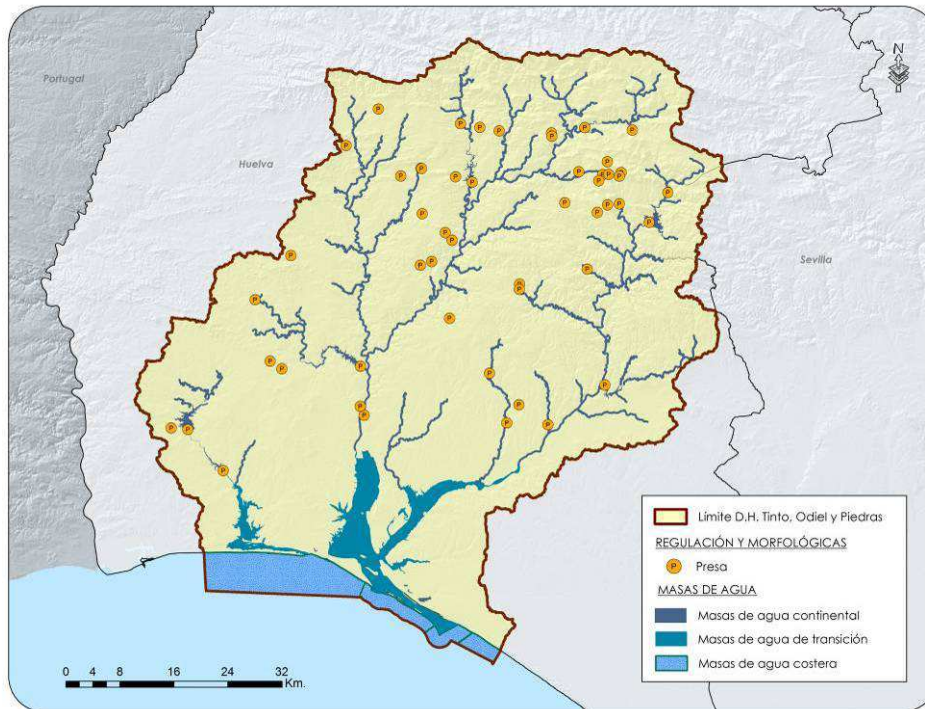 Portugal
N
Huelva
Sevilla
Límite D.H. Tinto, Odiel y Piedras
REGULACIÓN Y MORFOLÓGICAS
P Presa
MASAS DE AGUA
Masas de agua continental
Masas de agua de transición
Masas de agua costera
0 4 8 16 24 32
Km.